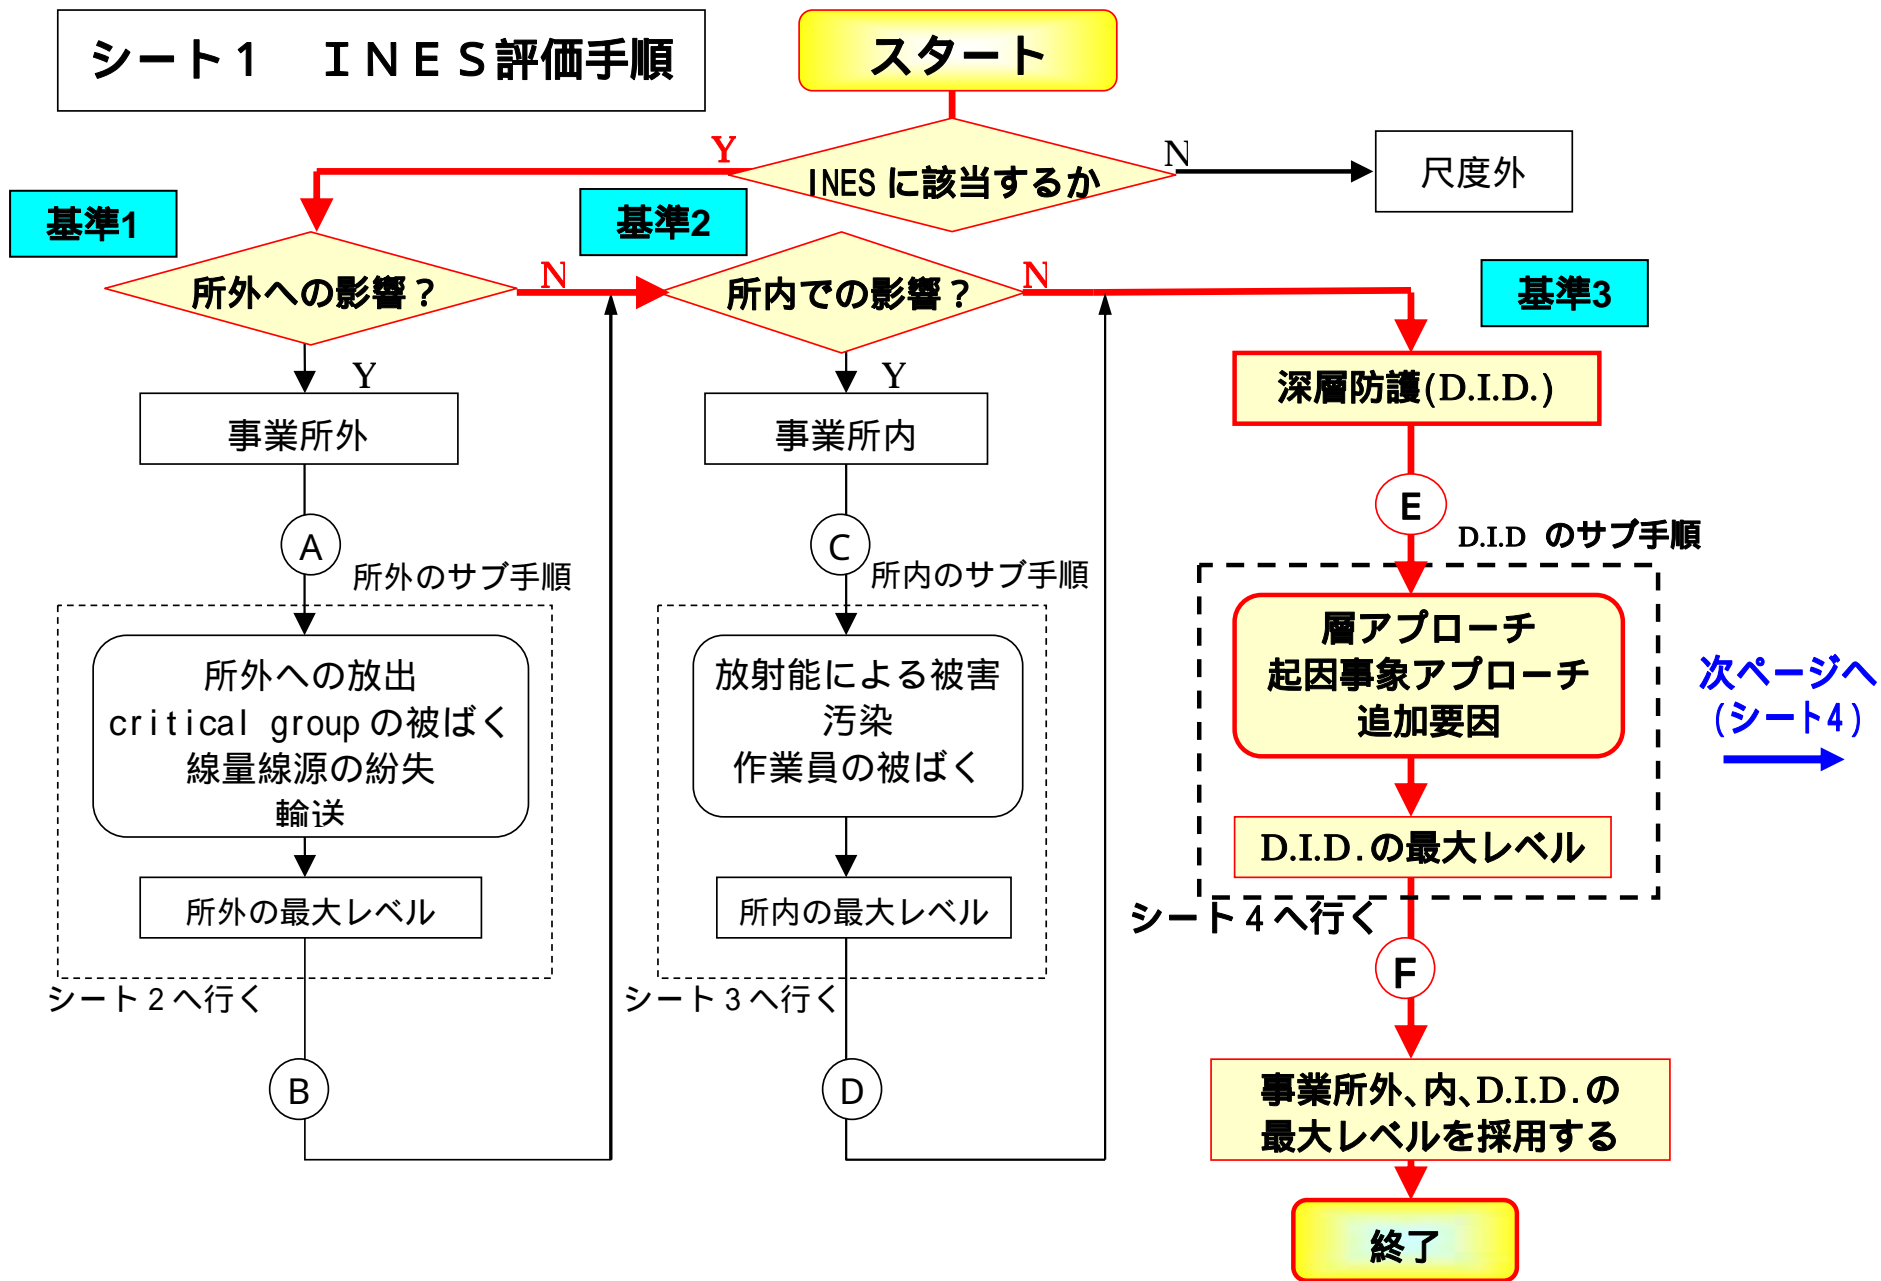 シート1　ＩＮＥＳ評価手順
スタート
INESに該当するか
Y
N
尺度外
基準1
所外への影響？
N
Y
事業所外
A
所外のサブ手順
所外への放出
critical groupの被ばく
線量線源の紛失
輸送
所外の最大レベル
シート2へ行く
B
基準2
所内での影響？
N
Y
事業所内
C
所内のサブ手順
放射能による被害
汚染
作業員の被ばく
所内の最大レベル
シート3へ行く
D
基準3
深層防護(D.I.D.)
E
D.I.D のサブ手順
層アプローチ
起因事象アプローチ
追加要因
D.I.D.の最大レベル
シート4へ行く
F
事業所外、内、D.I.D.の
最大レベルを採用する
終了
次ページへ
(シート4)